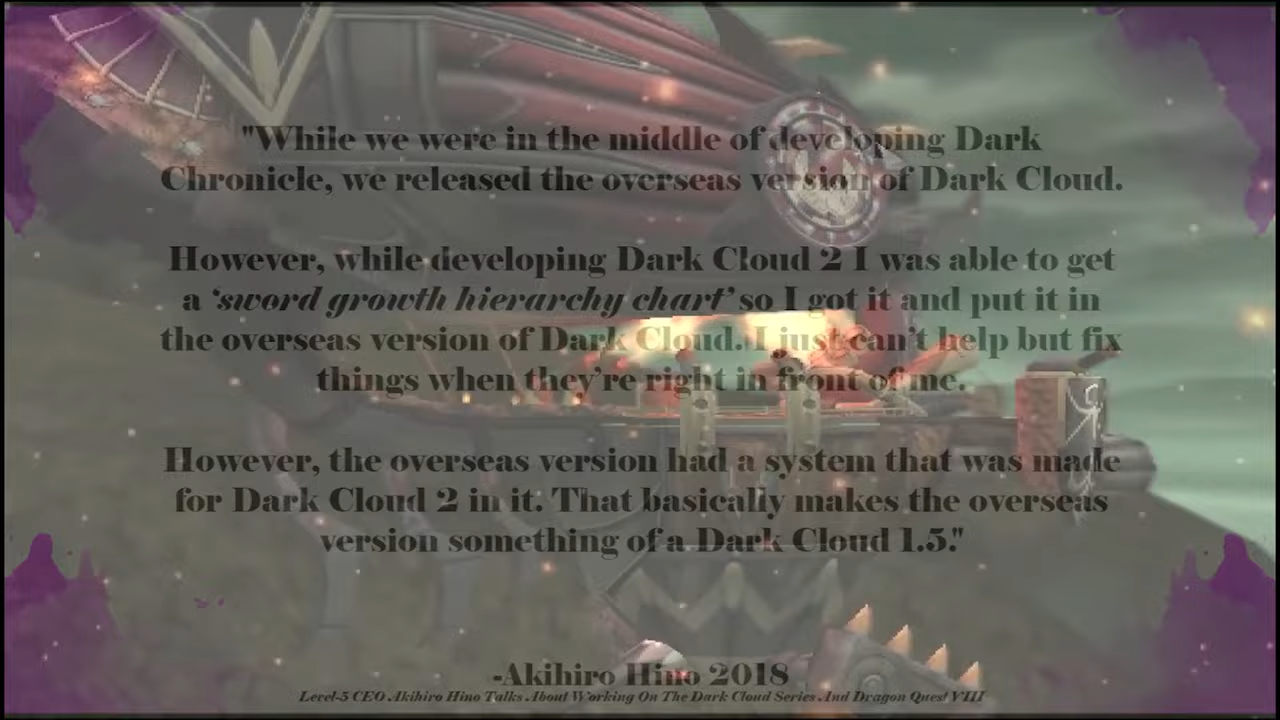 "While we were in the middle of developing Dark
Chronicle, we released the overseas version of Dark Cloud.
However, while developing Dark Cloud 2 I was able to get
a ‘sword growth hierarchy chart’ so I got it and put it in
the overseas version of Dark Cloud. I just can’t help but fix
things when they’re right in front of me.
However, the overseas version had a system that was made
for Dark Cloud 2 in it. That basically makes the overseas
version something of a Dark Cloud 1.5."
-Akihiro Hino 2018
Level-5 CEO Akihiro Hino Talks About Working On The Dark Cloud Series And Dragon Quest VIII